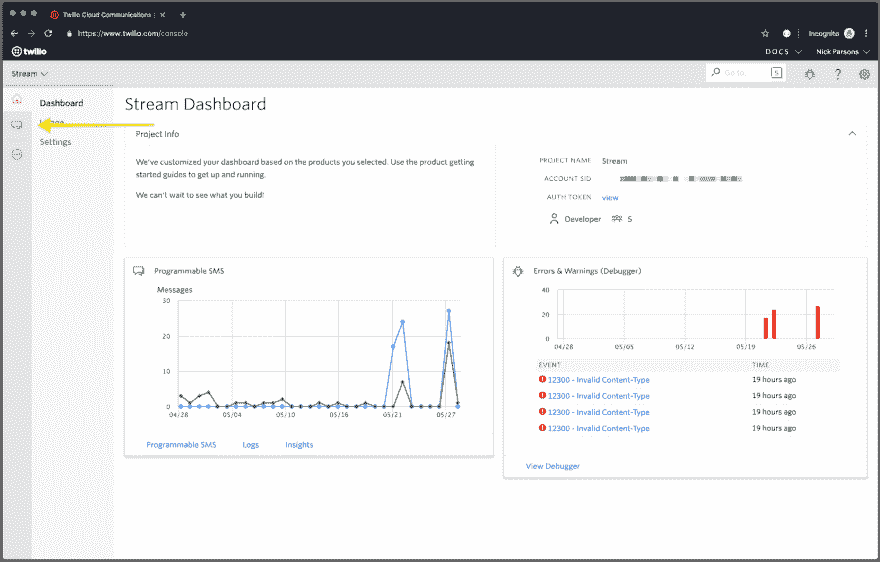 Twilio Cloud Communications
https://www.twilio.com/console
Incognito
twilio
DOCS
Nick Parsons
Stream
Go to...
S
Dashboard
Settings
Stream Dashboard
Project Info
We've customized your dashboard based on the products you selected. Use the product getting
started guides to get up and running.
We can't wait to see what you build!
PROJECT NAME Stream
ACCOUNT SID
AUTH TOKEN view
Developer 5
Programmable SMS
Messages
30
20
10
0
04/28 05/04 05/10 05/16 05/21 05/27
Programmable SMS Logs Insights
Errors & Warnings (Debugger)
40
20
0
04/28 05/05 05/12 05/19 05/26
EVENT TIME
12300 - Invalid Content-Type 19 hours ago
12300 - Invalid Content-Type 19 hours ago
12300 - Invalid Content-Type 19 hours ago
12300 - Invalid Content-Type 19 hours ago
View Debugger